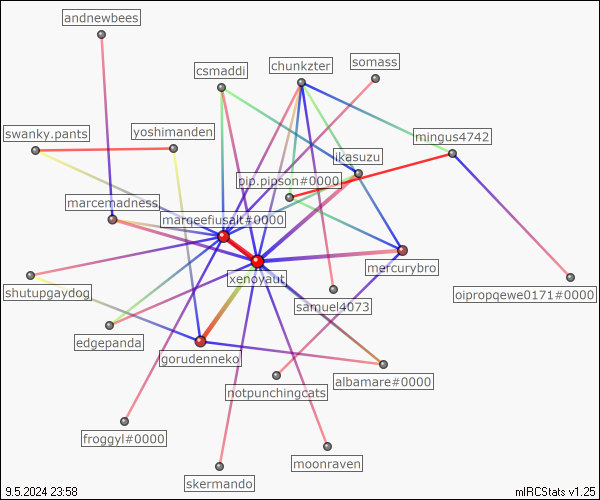 andnewbees
csmaddi
chunkzter
somass
swanky.pants
yoshimanden
mingus4742
ikasuzu
pip.pipson#0000
marcemadness
marqeefiusalt#0000
xenoyaut
mercurybro
shutupgaydog
samuel4073
oipropqewe0171#0000
edgepanda
gorudenneko
albamare#0000
notpunchingcats
froggyl#0000
moonraven
skermando
9.5.2024 23:58
mIRCStats v1.25